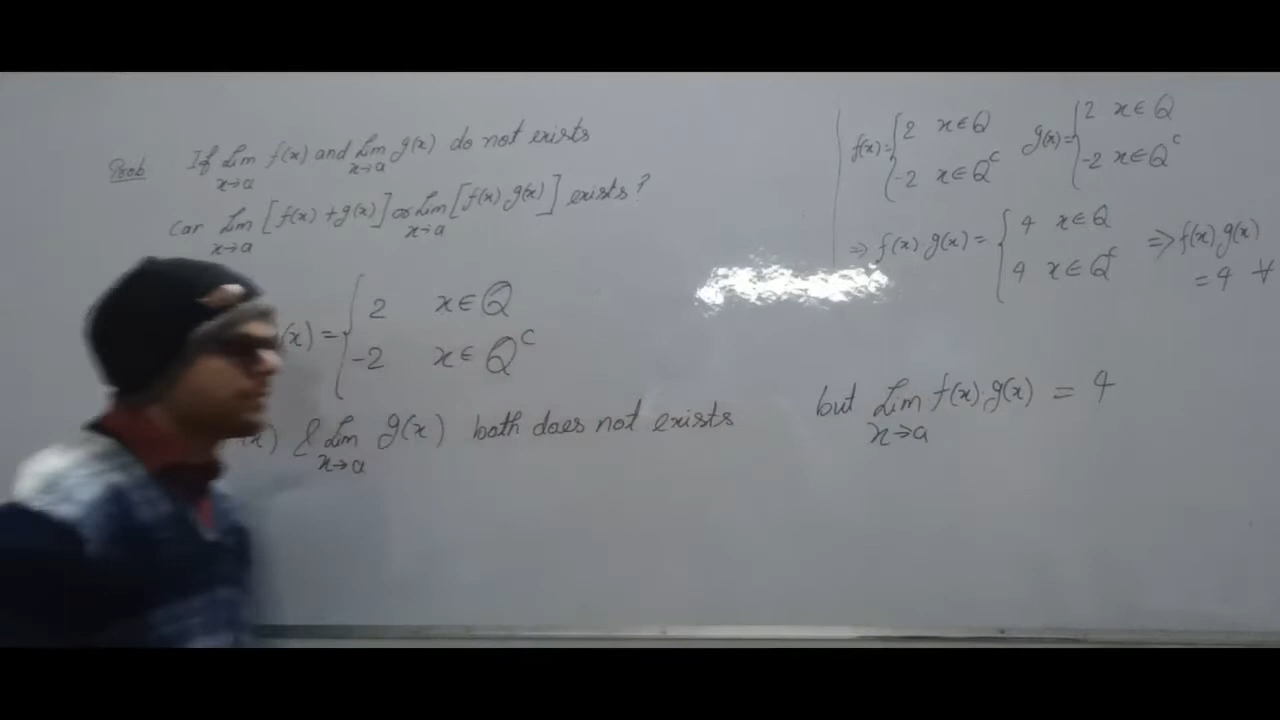 Prob If Lim f(x) and Lim g(x) do not exists
x→a x→a
Can Lim [f(x) + g(x)] or Lim [f(x) g(x)] exists?
x→a x→a
(x) = { 2 x ∈ Q
-2 x ∈ Q^c
(x) & Lim g(x) both does not exists
x→a
f(x) = { 2 x ∈ Q g(x) = { 2 x ∈ Q
-2 x ∈ Q^c -2 x ∈ Q^c
⇒ f(x) g(x) = { 4 x ∈ Q ⇒ f(x) g(x)
4 x ∈ Q^c = 4 ∀
but Lim f(x).g(x) = 4
x→a